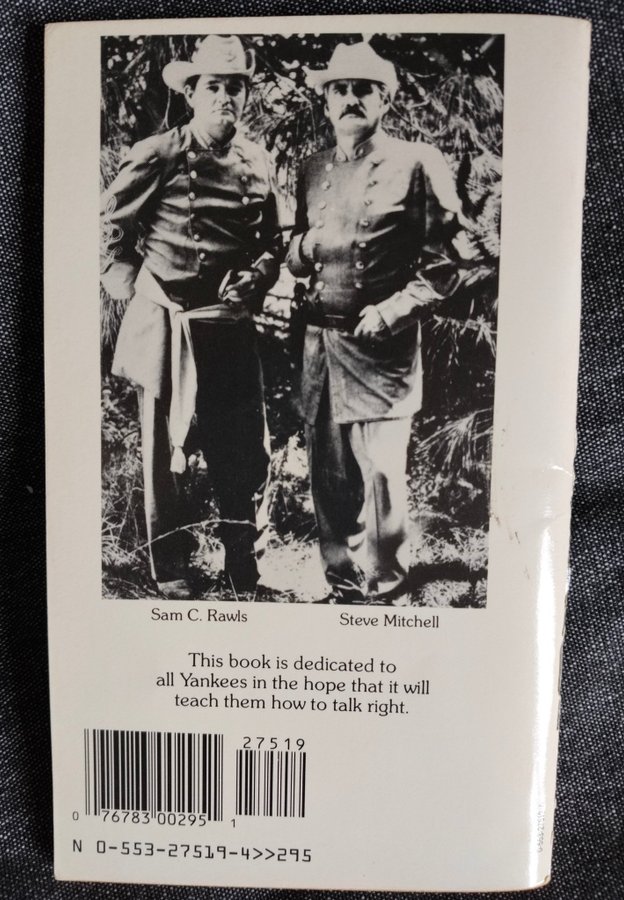 Sam C. Rawls
Steve Mitchell
This book is dedicated to
all Yankees in the hope that it will
teach them how to talk right.
27519
0 76783 00295 1
N 0-553-27519-4>>295